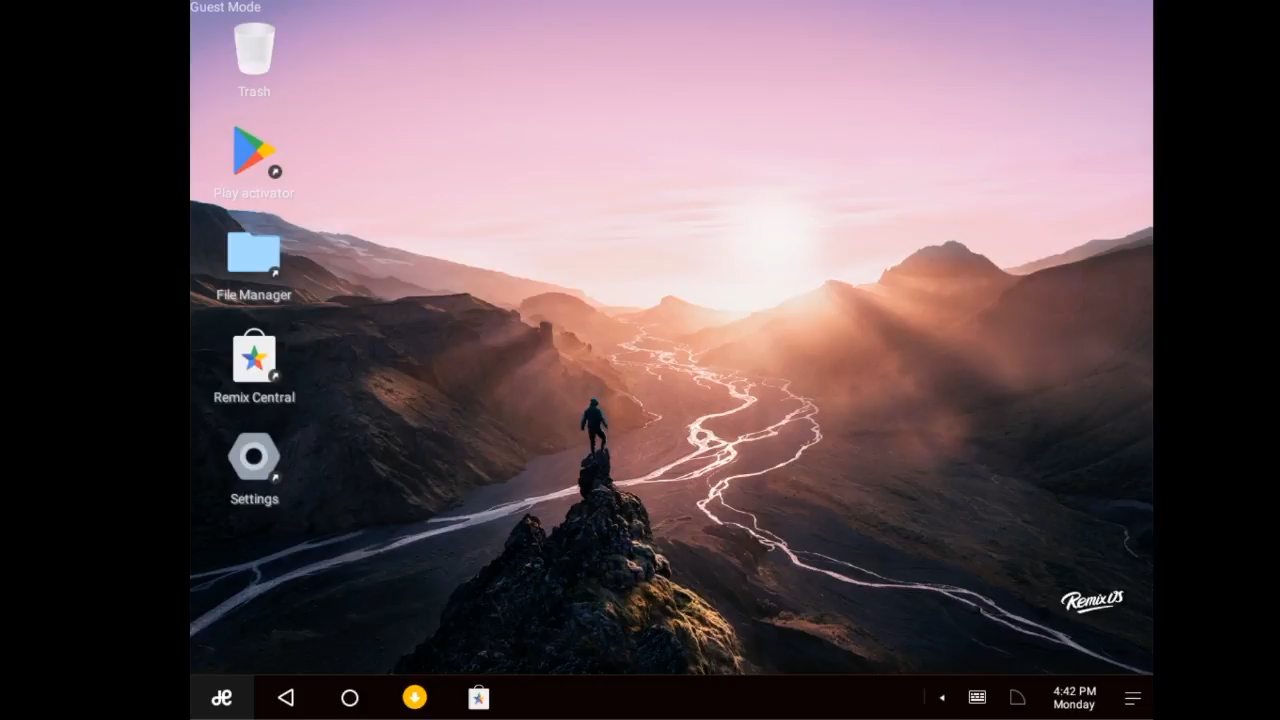 Guest Mode
Trash
Play activator
File Manager
Remix Central
Settings
Remix OS
4:42 PM
Monday